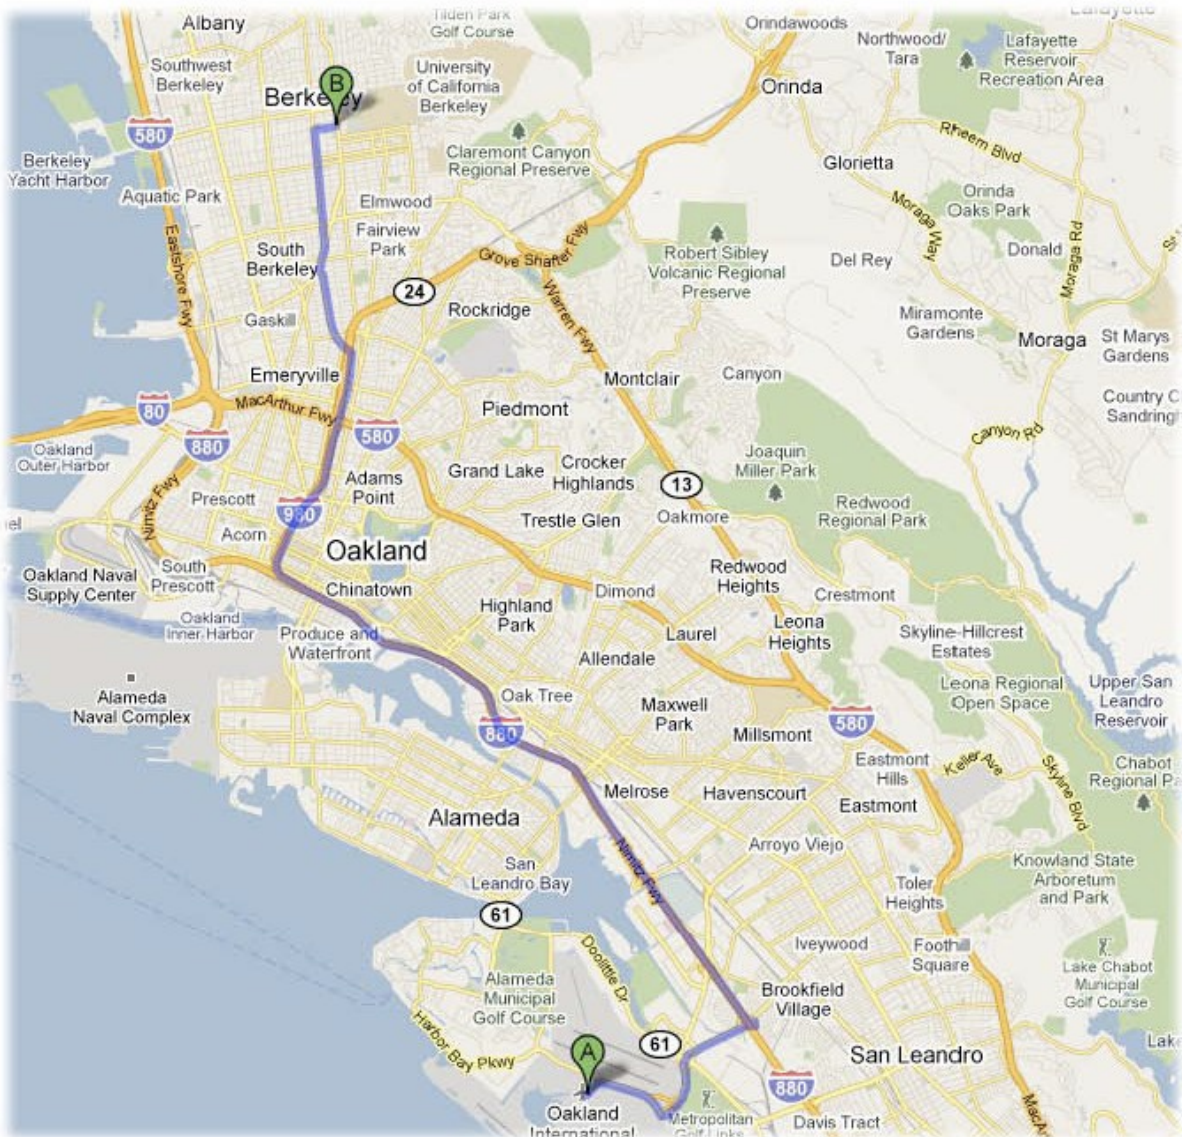 Albany
Tilden Park
Golf Course
Orindawoods
Northwood/
Tara
Lafayette
Lafayette
Reservoir
Recreation Area
Southwest
Berkeley
University
of California
Berkeley
Berkeley
B
Orinda
580
Rheem Blvd
Berkeley
Yacht Harbor
Claremont Canyon
Regional Preserve
Glorietta
Aquatic Park
Elmwood
Orinda
Oaks Park
Moraga Way
Fairview
Park
Eastshore Fwy
South
Berkeley
Grove Shafter Fwy
Robert Sibley
Volcanic Regional
Preserve
Del Rey
Donald
Moraga Rd
24
Warren Fwy
Rockridge
Gaskill
Miramonte
Gardens
Moraga
St Marys
Gardens
Emeryville
Montclair
Canyon
80
MacArthur Fwy
Piedmont
Country C
Sandringh
880
580
Canyon Rd
Oakland
Outer Harbor
Grand Lake
Crocker
Highlands
Joaquin
Miller Park
Nimitz Fwy
Prescott
Adams
Point
13
Redwood
Regional Park
980
Acorn
Trestle Glen
Oakmore
Oakland
Oakland Naval
Supply Center
South
Prescott
Chinatown
Redwood
Heights
Dimond
Crestmont
Highland
Park
Oakland
Inner Harbor
Produce and
Waterfront
Laurel
Leona
Heights
Skyline-Hillcrest
Estates
Allendale
Alameda
Naval Complex
Oak Tree
Leona Regional
Open Space
Upper San
Leandro
Reservoir
Maxwell
Park
880
Millsmont
580
Eastmont
Hills
Keller Ave
Skyline Blvd
Chabot
Regional Pa
Melrose
Havenscourt
Eastmont
Alameda
Nimitz Fwy
Arroyo Viejo
San
Leandro Bay
Toler
Heights
Knowland State
Arboretum
and Park
61
Doolittle Dr
Iveywood
Foothill
Square
Lake Chabot
Municipal
Golf Course
Alameda
Municipal
Golf Course
Brookfield
Village
Harbor Bay Pkwy
61
A
San Leandro
Lake
880
Oakland
International
Metropolitan
Golf Links
Davis Tract